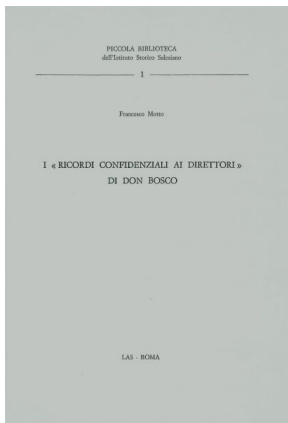 PICCOLA BIBLIOTECA
dell'Istituto Storico Salesiano
1
Francesco Motto
I « RICORDI CONFIDENZIALI AI DIRETTORI »
DI DON BOSCO
LAS - ROMA